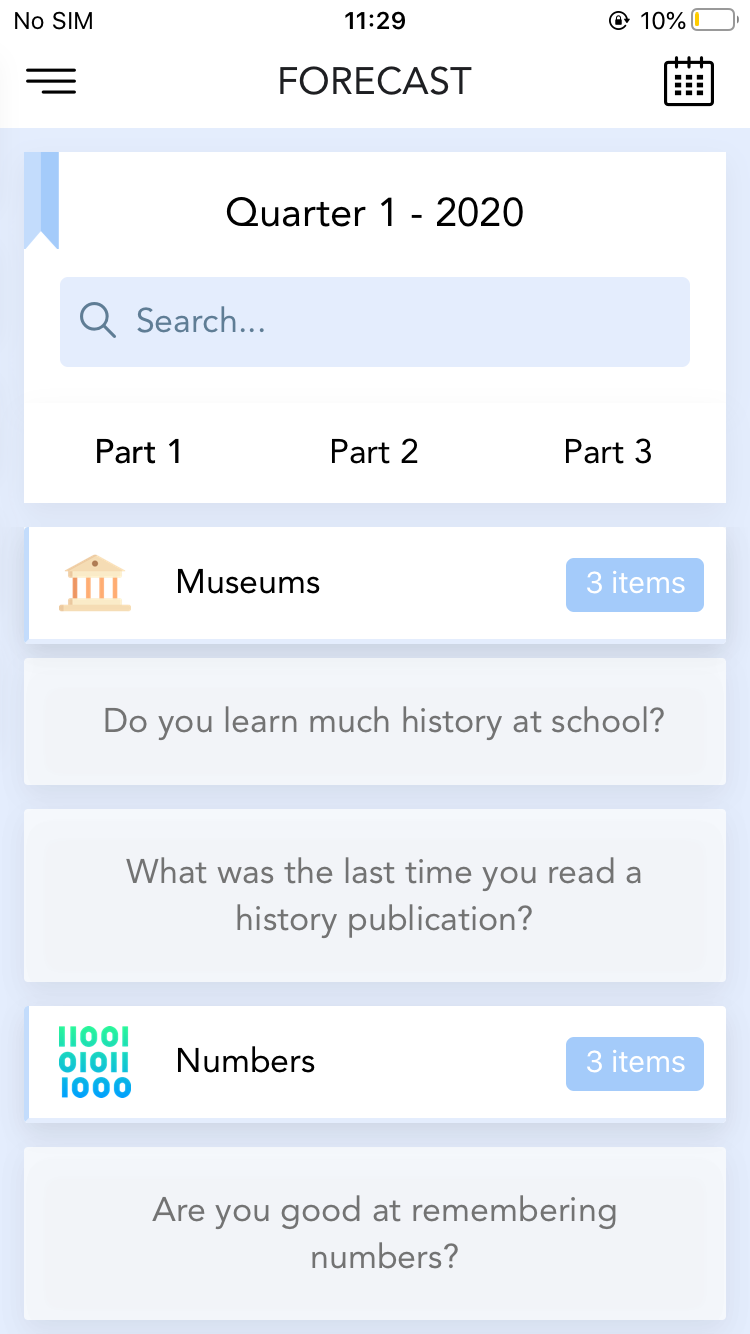 No SIM 11:29 10%
FORECAST
Quarter 1 - 2020
Search...
Part 1 Part 2 Part 3
Museums 3 items
Do you learn much history at school?
What was the last time you read a
history publication?
11001
01011
1000
Numbers 3 items
Are you good at remembering
numbers?